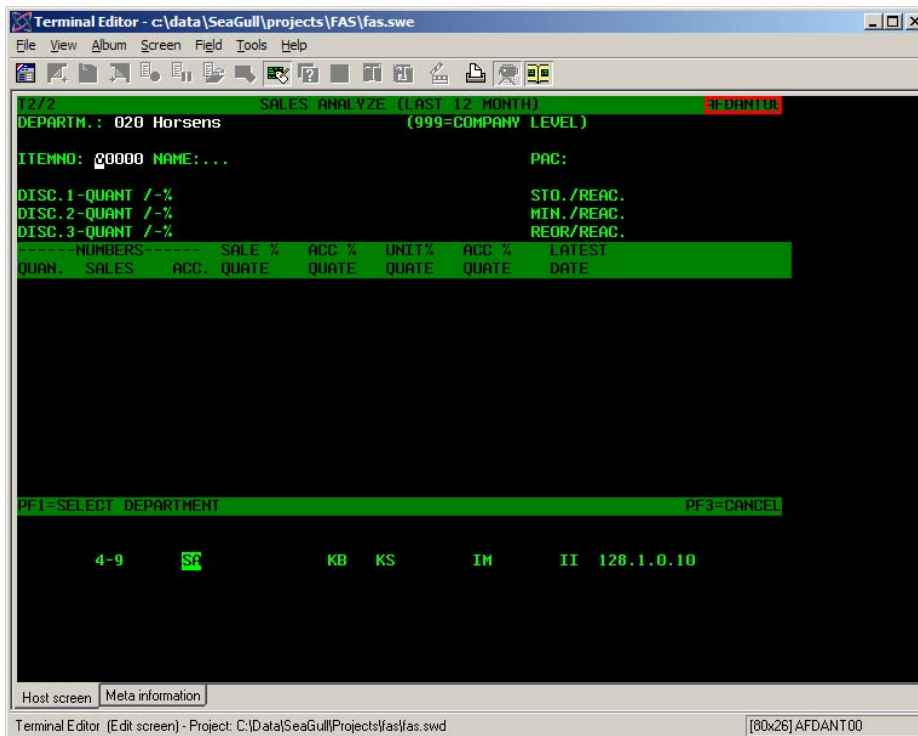 Terminal Editor - c:\data\SeaGull\projects\FAS\fas.swe
File View Album Screen Field Tools Help
T2/2 SALES ANALYZE (LAST 12 MONTH) AFDANT00
DEPARTM.: 020 Horsens (999=COMPANY LEVEL)
ITEMNO: 00000 NAME:... PAC:
DISC.1-QUANT /-% STO./REAC.
DISC.2-QUANT /-% MIN./REAC.
DISC.3-QUANT /-% REOR/REAC.
------NUMBERS------ SALE % ACC % UNIT% ACC % LATEST
QUAN. SALES ACC. QUATE QUATE QUATE QUATE DATE
PF1=SELECT DEPARTMENT PF3=CANCEL
4-9 SA KB KS IM II 128.1.0.10
Host screen Meta information
Terminal Editor (Edit screen) - Project: C:\Data\SeaGull\Projects\fas\fas.swd [80x26] AFDANT00